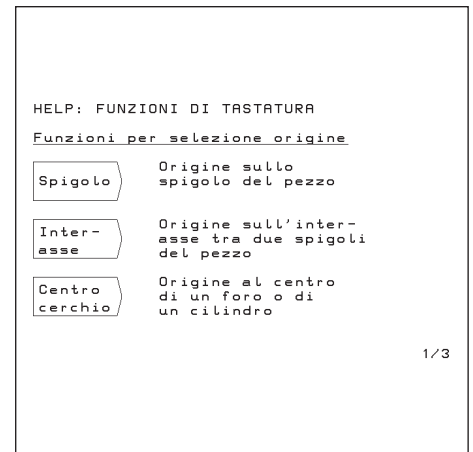 HELP: FUNZIONI DI TASTATURA
Funzioni per selezione origine
Spigolo
Origine sullo
spigolo del pezzo
Inter-
asse
Origine sull'inter-
asse tra due spigoli
del pezzo
Centro
cerchio
Origine al centro
di un foro o di
un cilindro
1/3